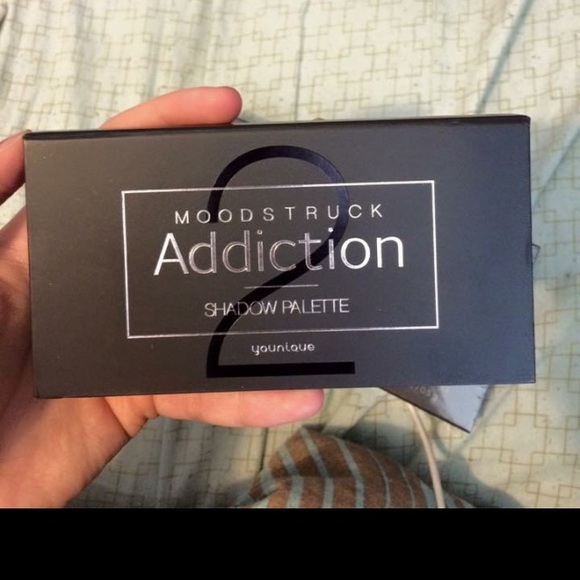 2
MOODSTRUCK
Addiction
SHADOW PALETTE
younique